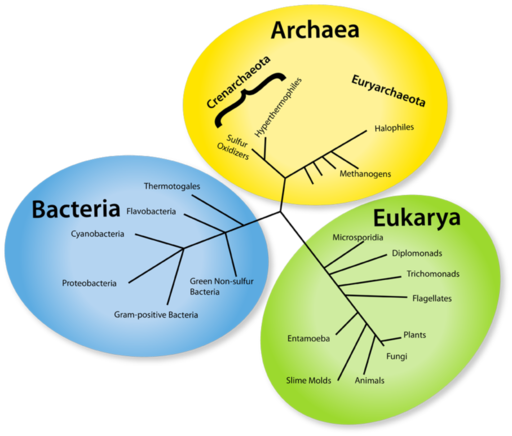 Archaea
Crenarchaeota
Hyperthermophiles
Sulfur
Oxidizers
Euryarchaeota
Halophiles
Methanogens
Bacteria
Thermotogales
Flavobacteria
Cyanobacteria
Proteobacteria
Green Non-sulfur
Bacteria
Gram-positive Bacteria
Eukarya
Microsporidia
Diplomonads
Trichomonads
Flagellates
Entamoeba
Plants
Fungi
Slime Molds
Animals